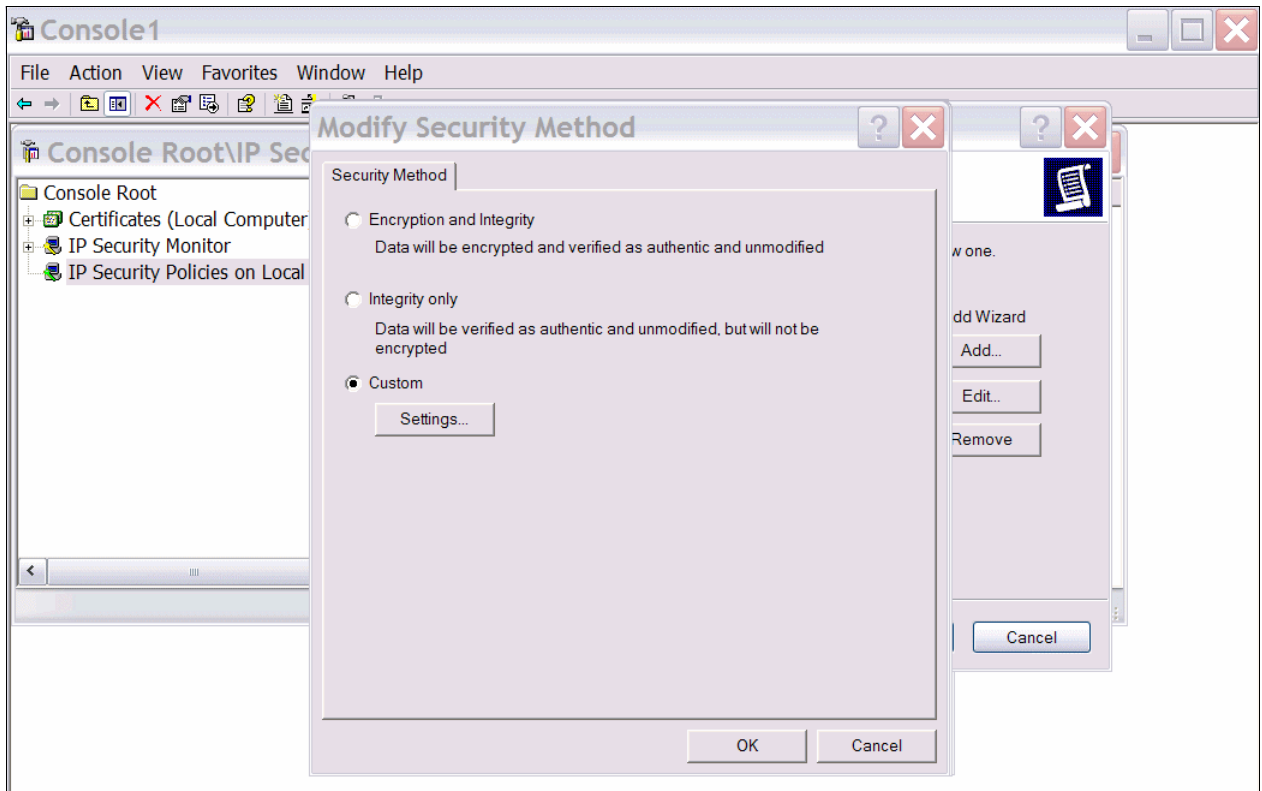 Console1
File Action View Favorites Window Help
Console Root\IP Sec
Console Root
Certificates (Local Computer
IP Security Monitor
IP Security Policies on Local
Modify Security Method
Security Method
Encryption and Integrity
Data will be encrypted and verified as authentic and unmodified
Integrity only
Data will be verified as authentic and unmodified, but will not be
encrypted
Custom
Settings...
OK Cancel
w one.
dd Wizard
Add...
Edit...
Remove
Cancel